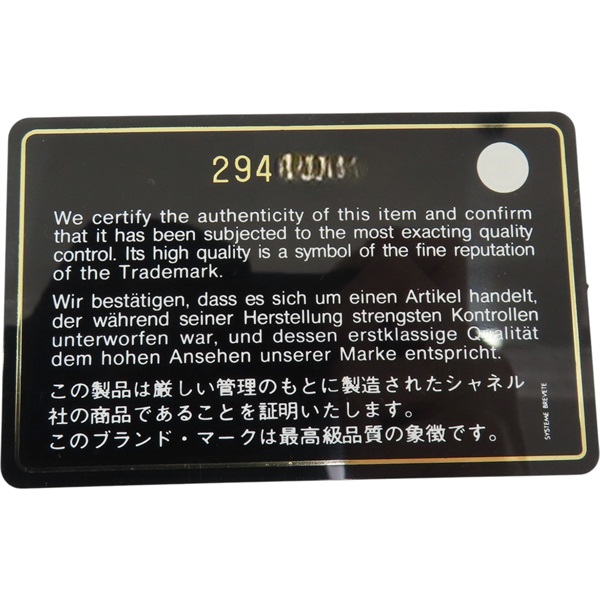 294
We certify the authenticity of this item and confirm
that it has been subjected to the most exacting quality
control. Its high quality is a symbol of the fine reputation
of the Trademark.
Wir bestätigen, dass es sich um einen Artikel handelt,
der während seiner Herstellung strengsten Kontrollen
unterworfen war, und dessen erstklassige Qualität
dem hohen Ansehen unserer Marke entspricht.
この製品は厳しい管理のもとに製造されたシャネル
社の商品であることを証明いたします。
このブランド・マークは最高級品質の象徴です。
SYSTEME BREVETE